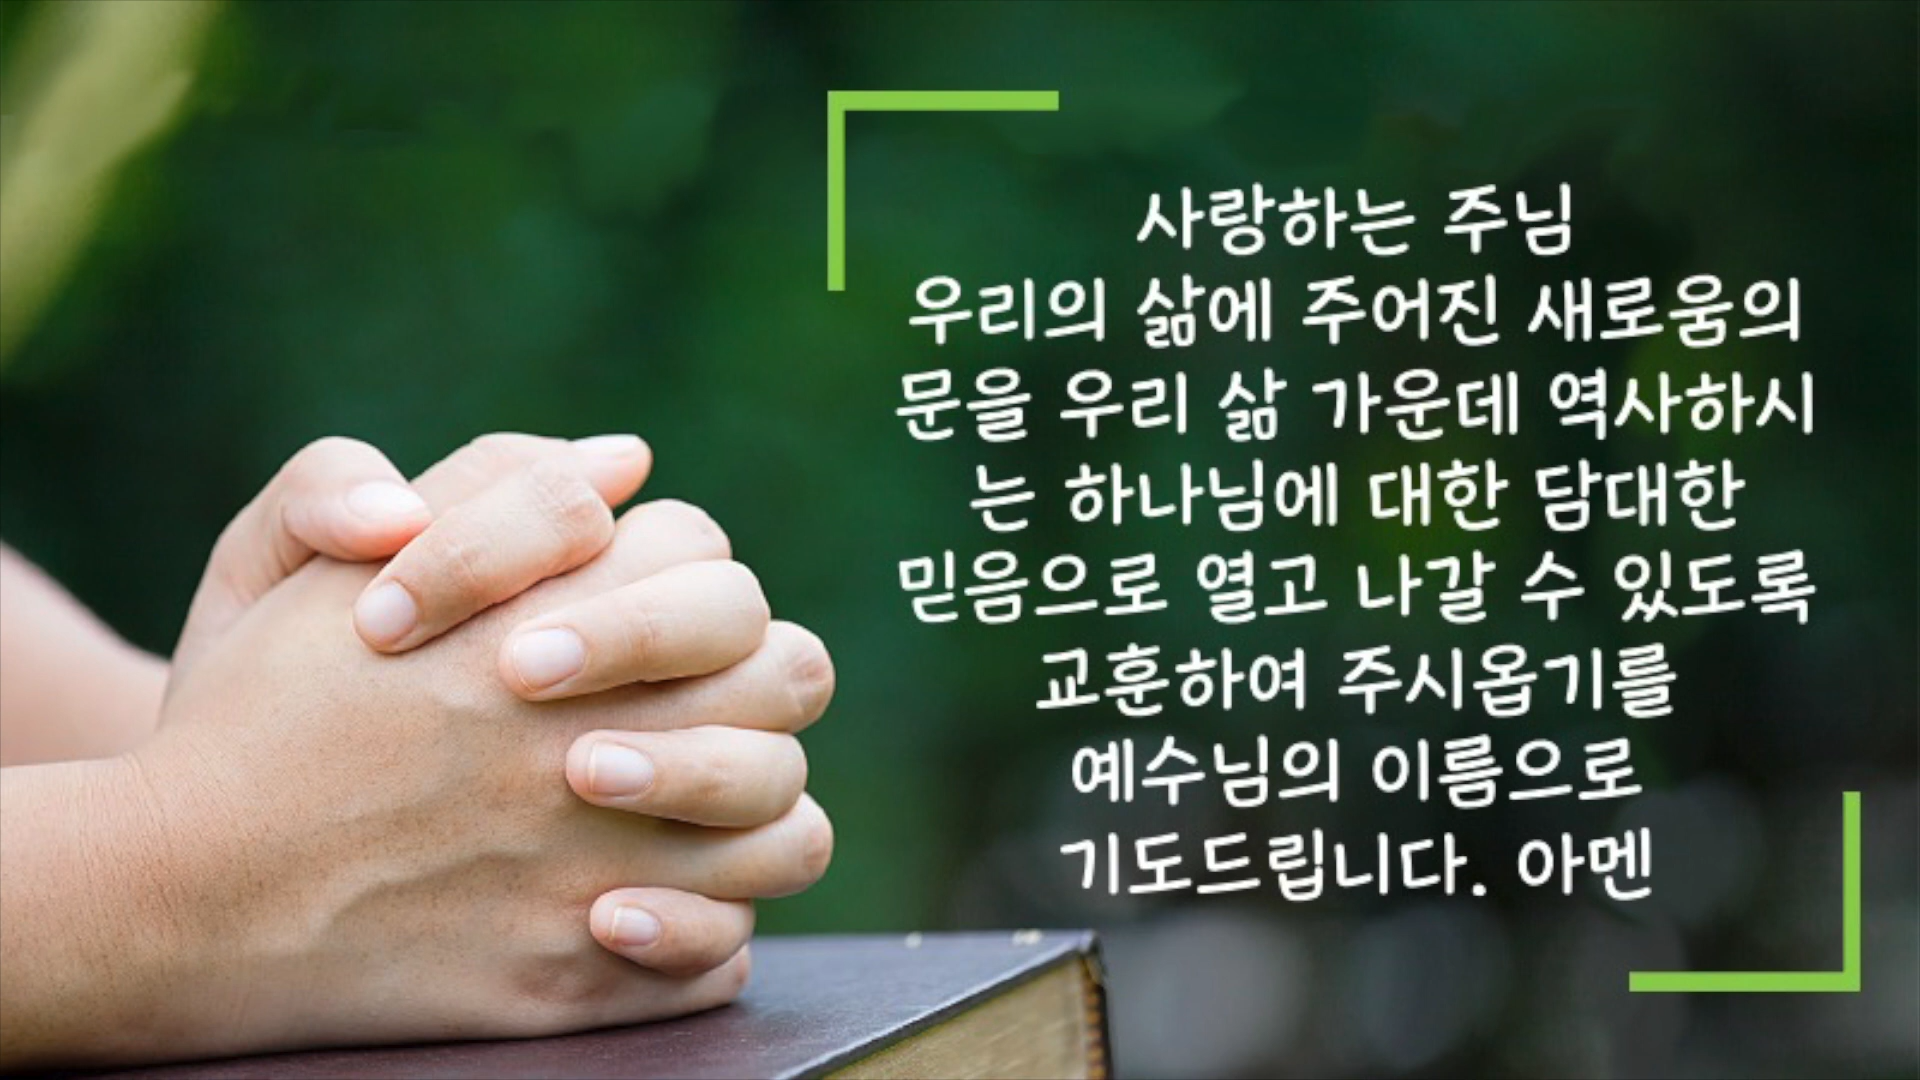 사랑하는 주님
우리의 삶에 주어진 새로움의
문을 우리 삶 가운데 역사하시
는 하나님에 대한 담대한
믿음으로 열고 나갈 수 있도록
교훈하여 주시옵기를
예수님의 이름으로
기도드립니다. 아멘